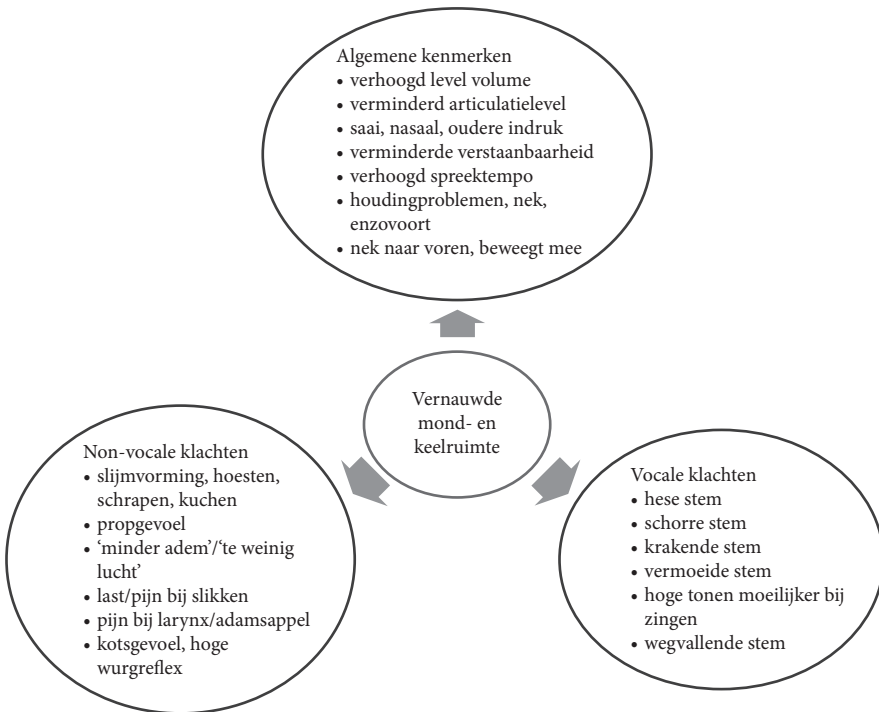 Algemene kenmerken
• verhoogd level volume
• verminderd articulatielevel
• saai, nasaal, oudere indruk
• verminderde verstaanbaarheid
• verhoogd spreektempo
• houdingproblemen, nek,
enzovoort
• nek naar voren, beweegt mee
Vernauwde
mond- en
keelruimte
Non-vocale klachten
• slijmvorming, hoesten,
schrapen, kuchen
• propgevoel
• ‘minder adem’/‘te weinig
lucht’
• last/pijn bij slikken
• pijn bij larynx/adamsappel
• kotsgevoel, hoge
wurgreflex
Vocale klachten
• hese stem
• schorre stem
• krakende stem
• vermoeide stem
• hoge tonen moeilijker bij
zingen
• wegvallende stem